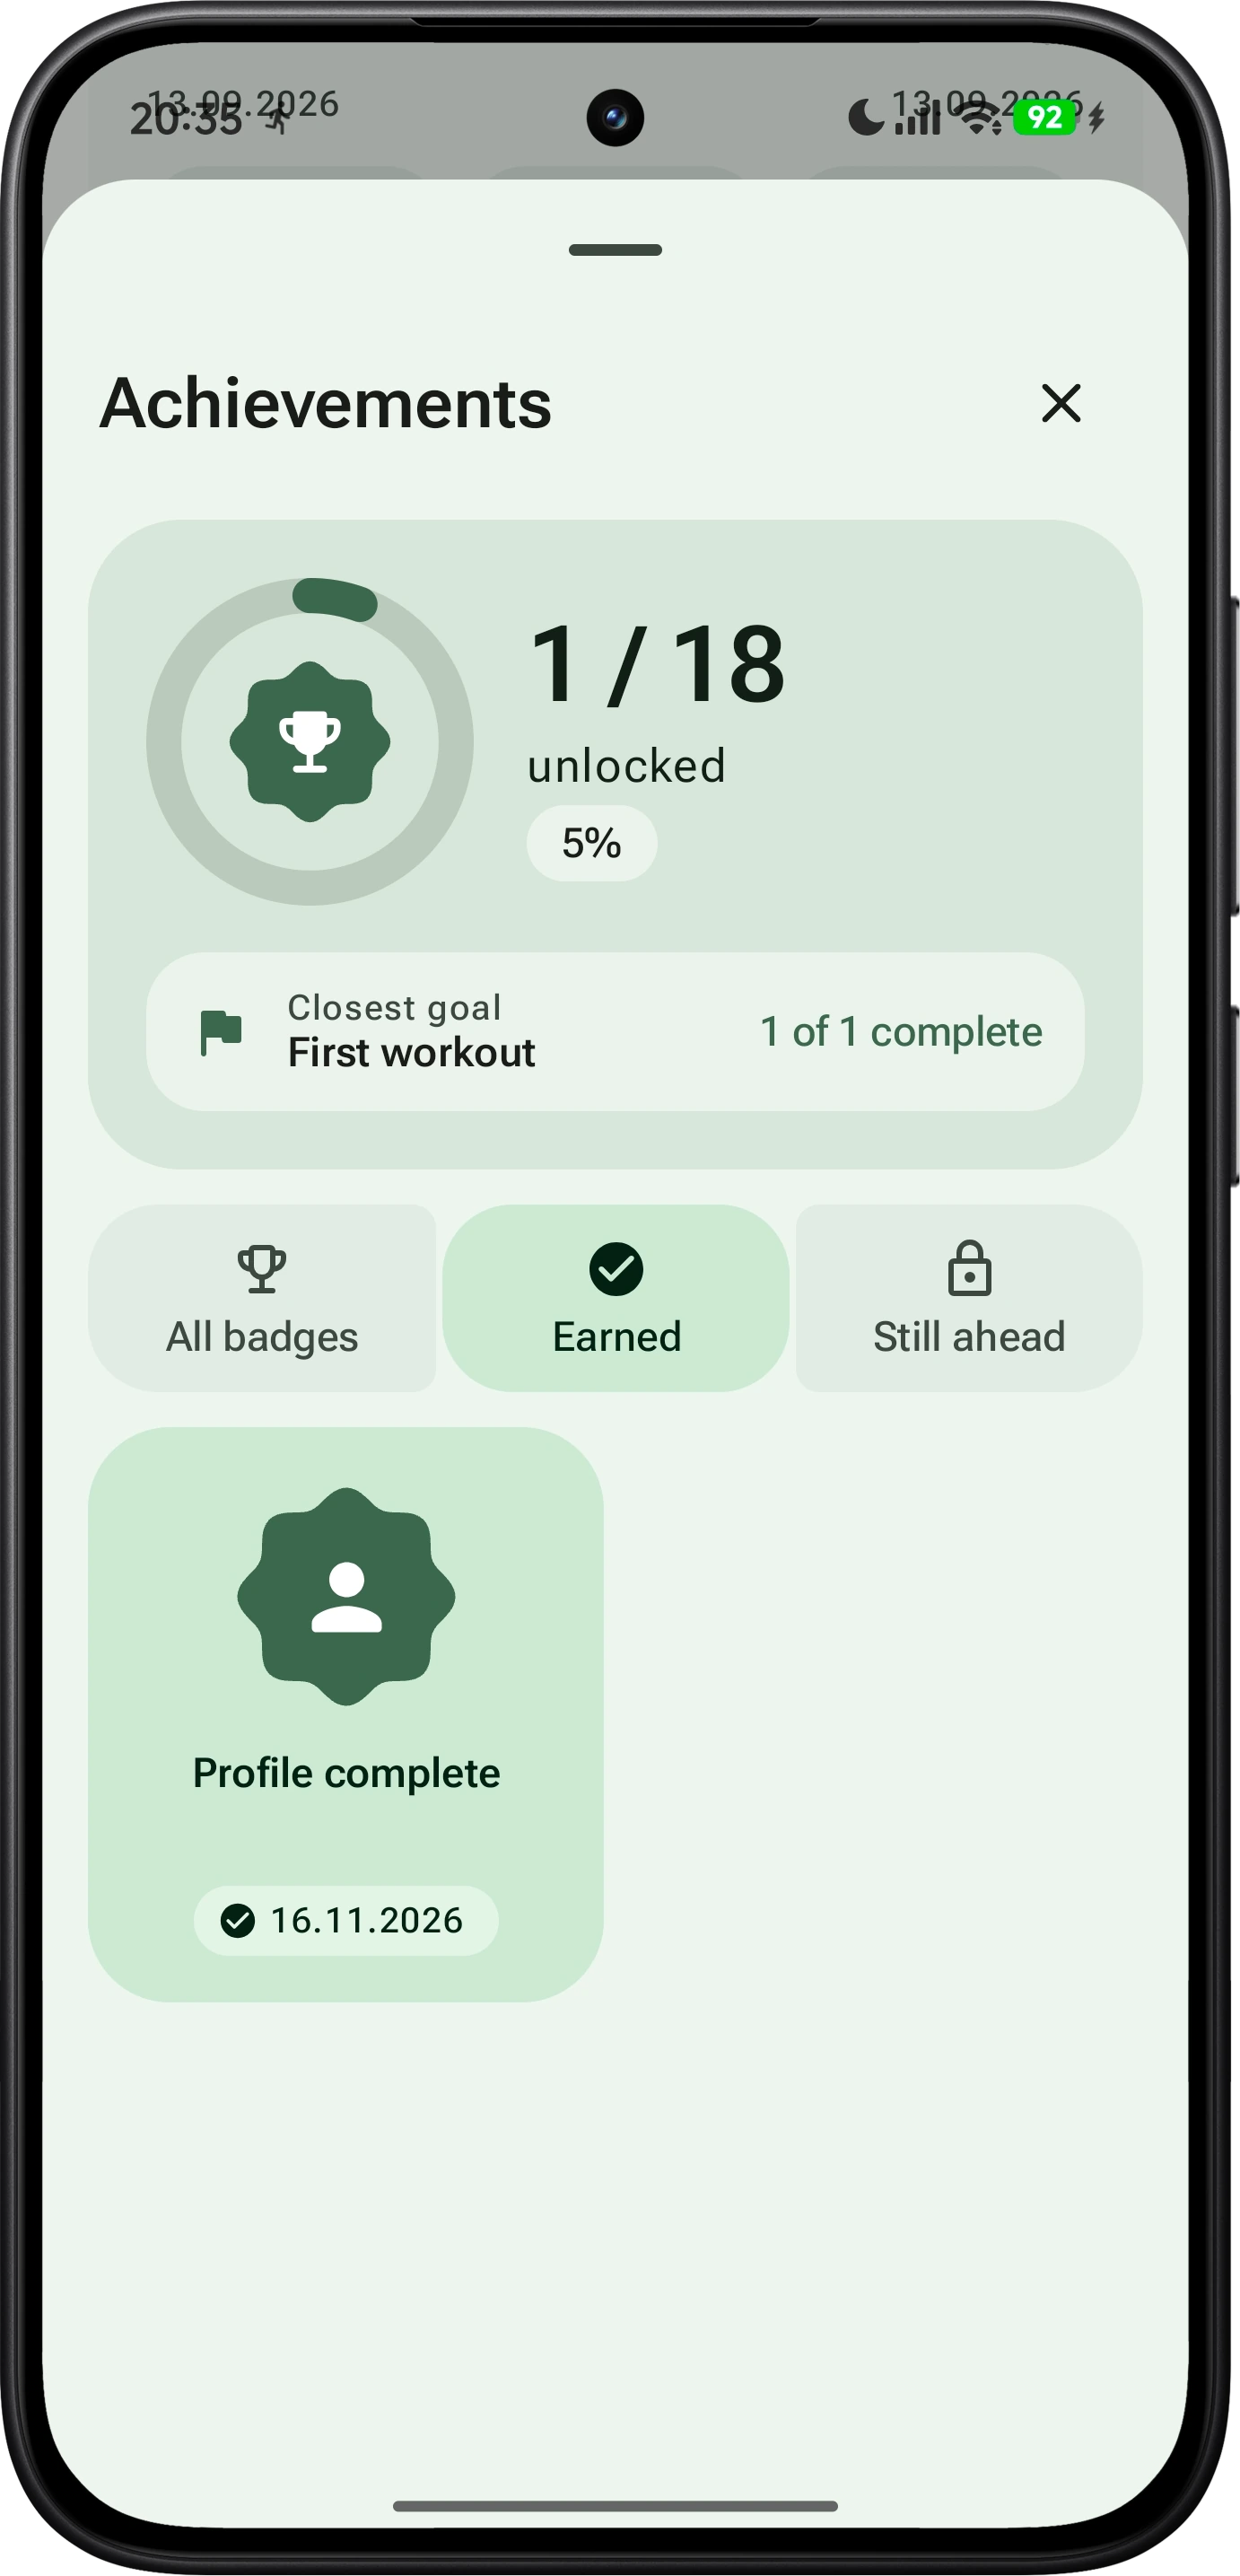 13.09.2026
13.09.2026
20:35
92
Achievements
1 / 18
unlocked
5%
Closest goal
First workout
1 of 1 complete
All badges
Earned
Still ahead
Profile complete
16.11.2026